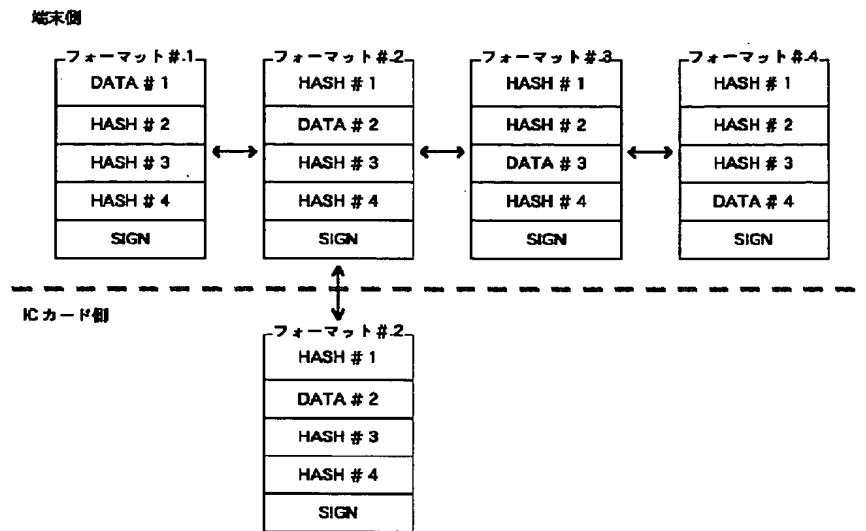 端末側
フォーマット#.1
DATA # 1
HASH # 2
HASH # 3
HASH # 4
SIGN
フォーマット#.2
HASH # 1
DATA # 2
HASH # 3
HASH # 4
SIGN
フォーマット#.3
HASH # 1
HASH # 2
DATA # 3
HASH # 4
SIGN
フォーマット#.4
HASH # 1
HASH # 2
HASH # 3
DATA # 4
SIGN
ICカード側
フォーマット#.2
HASH # 1
DATA # 2
HASH # 3
HASH # 4
SIGN